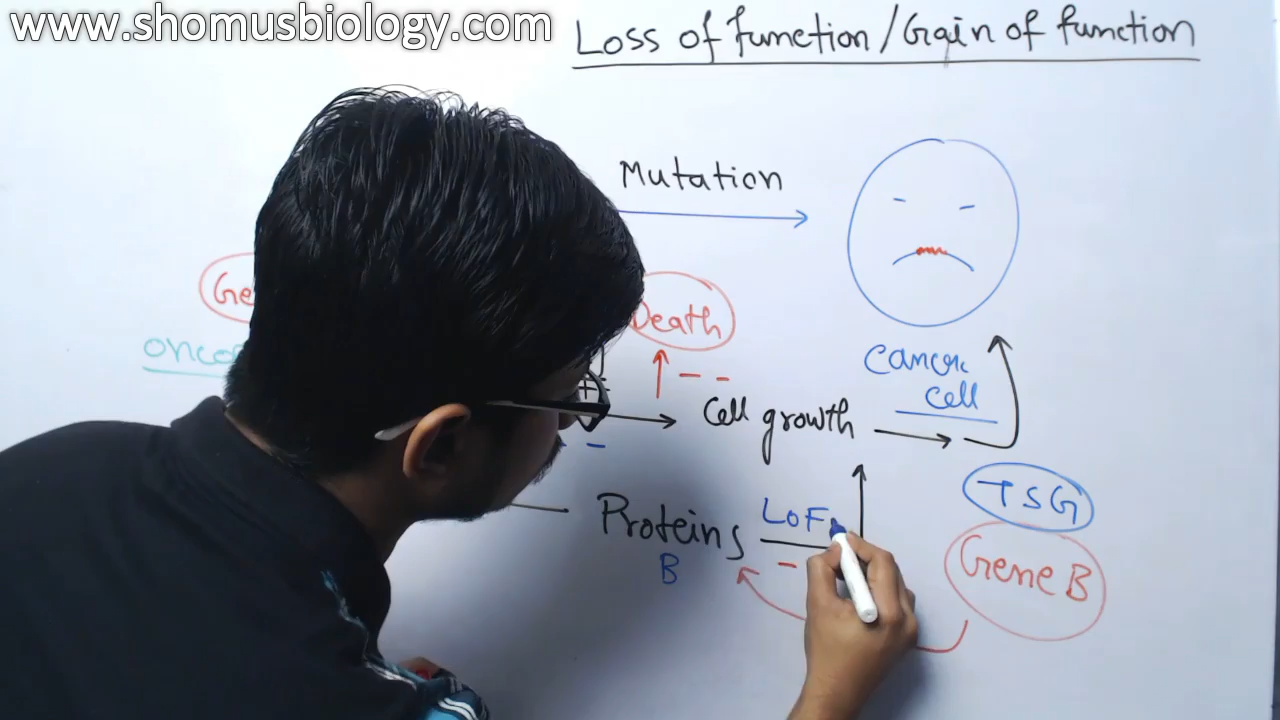 www.shomusbiology.com
Loss of function / Gain of function
Mutation
Death
Cancer
cell
Cell growth
TSG
Proteins
LoF
B
Gene B